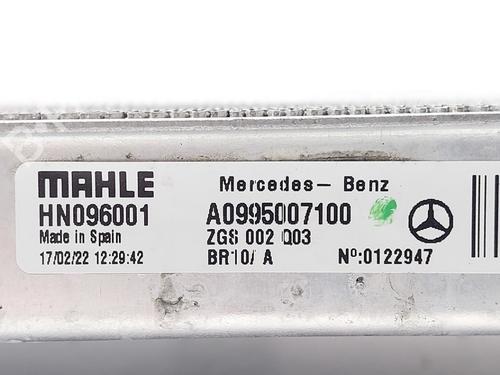 MAHLE
HN096001
Made in Spain
17/02/22 12:29:42
Mercedes- Benz
A0995007100
ZGS 002 Q03
BR10/ A
Nº:0122947